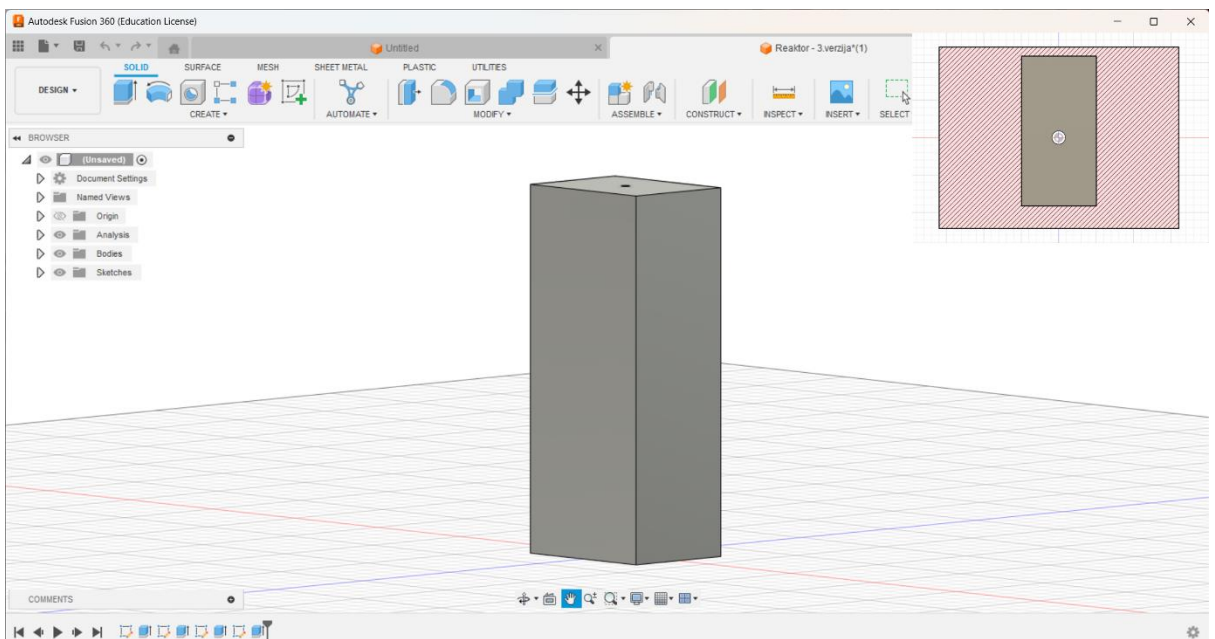 Autodesk Fusion 360 (Education License)
Untitled
Reaktor - 3.verzija*(1)
SOLID SURFACE MESH SHEET METAL PLASTIC UTILITIES
DESIGN
CREATE AUTOMATE MODIFY ASSEMBLE CONSTRUCT INSPECT INSERT SELECT
BROWSER
(Unsaved)
Document Settings
Named Views
Origin
Analysis
Bodies
Sketches
COMMENTS